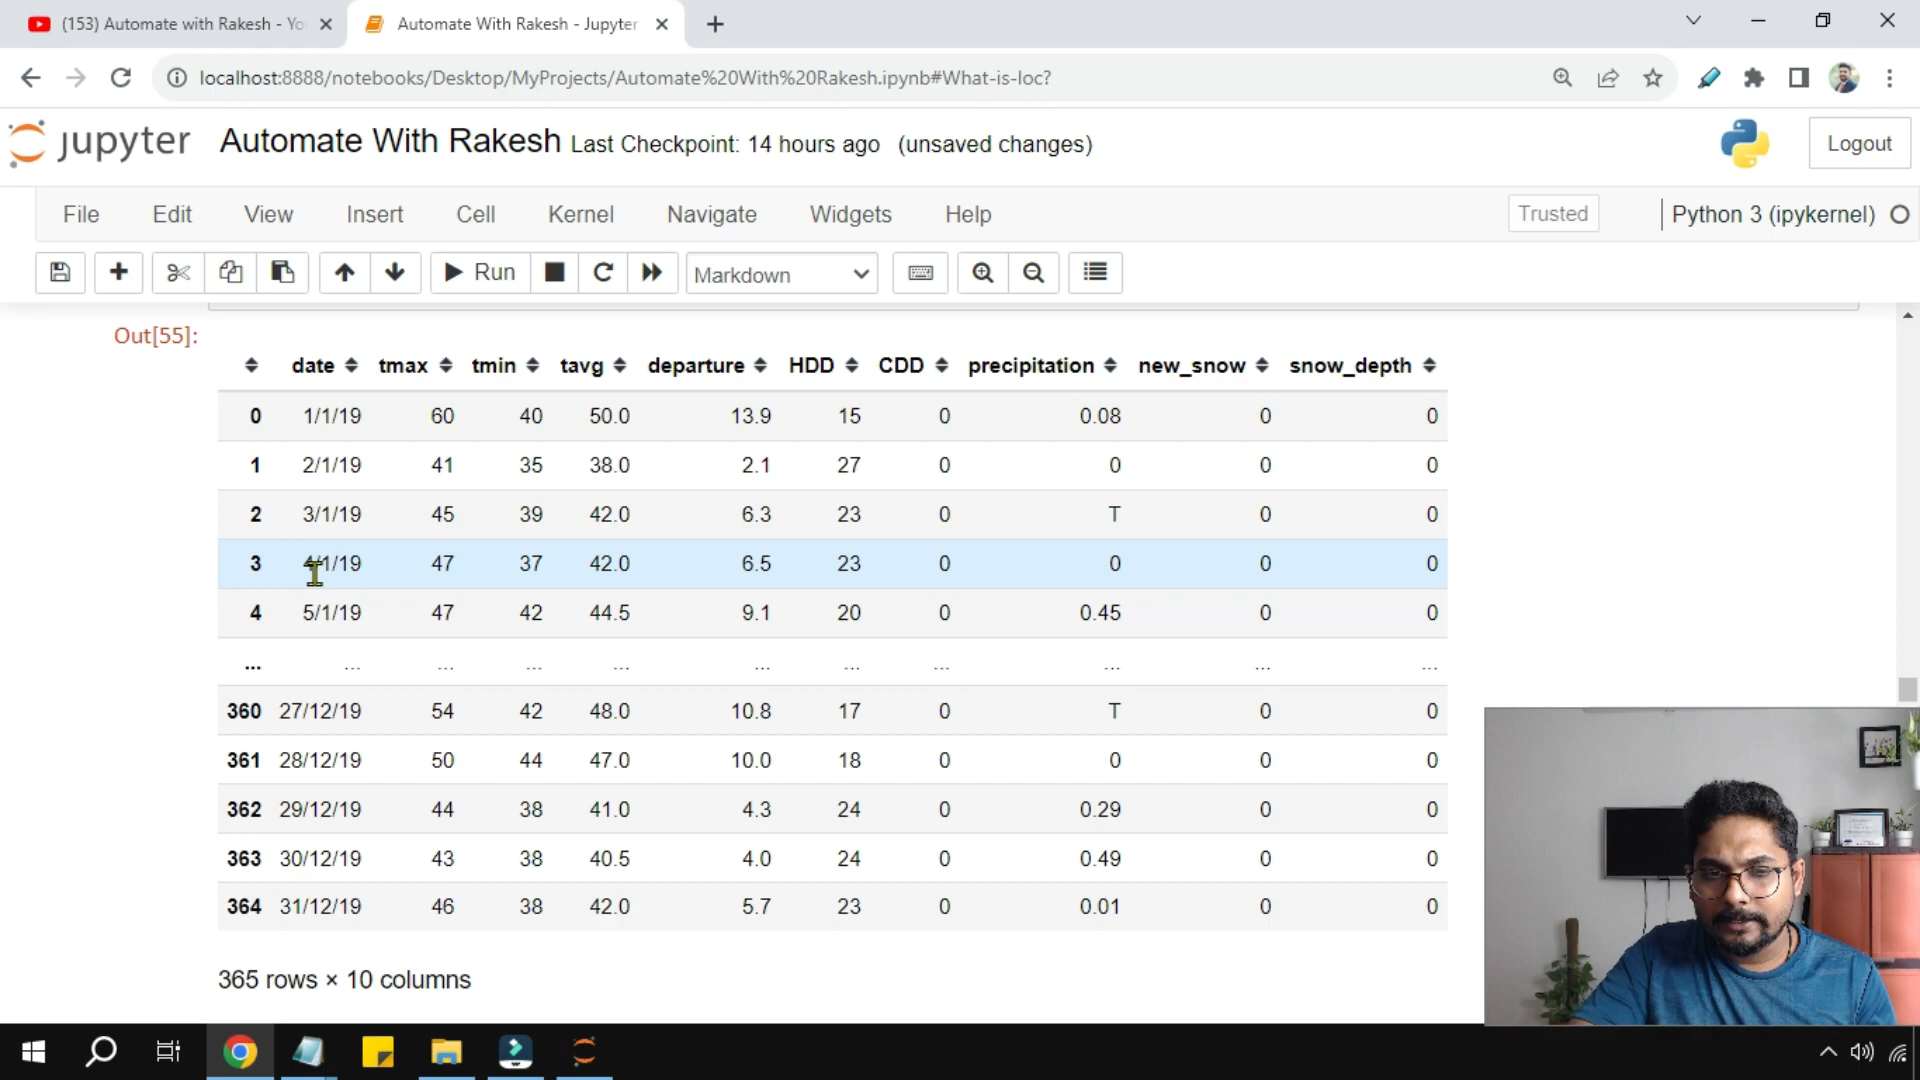 (153) Automate with Rakesh - Yo
Automate With Rakesh - Jupyter
localhost:8888/notebooks/Desktop/MyProjects/Automate%20With%20Rakesh.ipynb#What-is-loc?
jupyter Automate With Rakesh Last Checkpoint: 14 hours ago (unsaved changes)
Logout
File Edit View Insert Cell Kernel Navigate Widgets Help
Trusted
Python 3 (ipykernel)
Run
Markdown
Out[55]:
date tmax tmin tavg departure HDD CDD precipitation new_snow snow_depth
0 1/1/19 60 40 50.0 13.9 15 0 0.08 0 0
1 2/1/19 41 35 38.0 2.1 27 0 0 0 0
2 3/1/19 45 39 42.0 6.3 23 0 T 0 0
3 4/1/19 47 37 42.0 6.5 23 0 0 0 0
4 5/1/19 47 42 44.5 9.1 20 0 0.45 0 0
... ... ... ... ... ... ... ... ... ... ...
360 27/12/19 54 42 48.0 10.8 17 0 T 0 0
361 28/12/19 50 44 47.0 10.0 18 0 0 0 0
362 29/12/19 44 38 41.0 4.3 24 0 0.29 0 0
363 30/12/19 43 38 40.5 4.0 24 0 0.49 0 0
364 31/12/19 46 38 42.0 5.7 23 0 0.01 0 0
365 rows × 10 columns